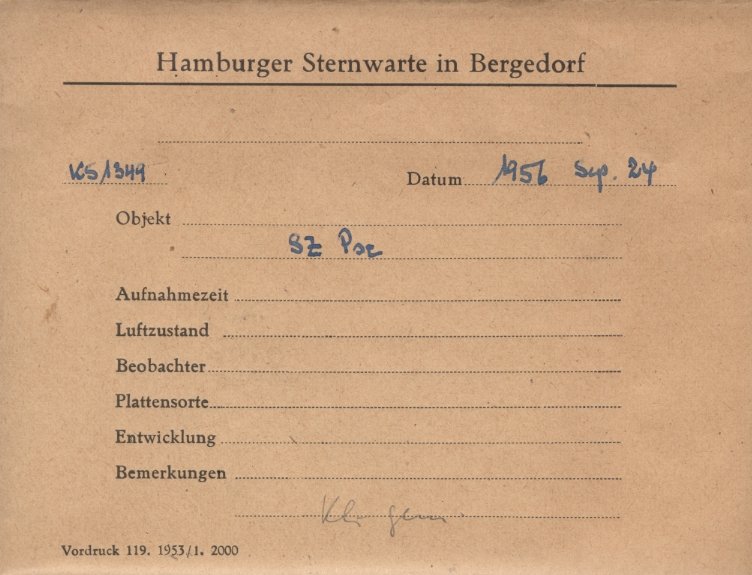 Hamburger Sternwarte in Bergedorf
KS 1349 Datum 1956 Sep. 24
Objekt
SZ Psc
Aufnahmezeit
Luftzustand
Beobachter
Plattensorte
Entwicklung
Bemerkungen
Vordruck 119. 1953/1. 2000